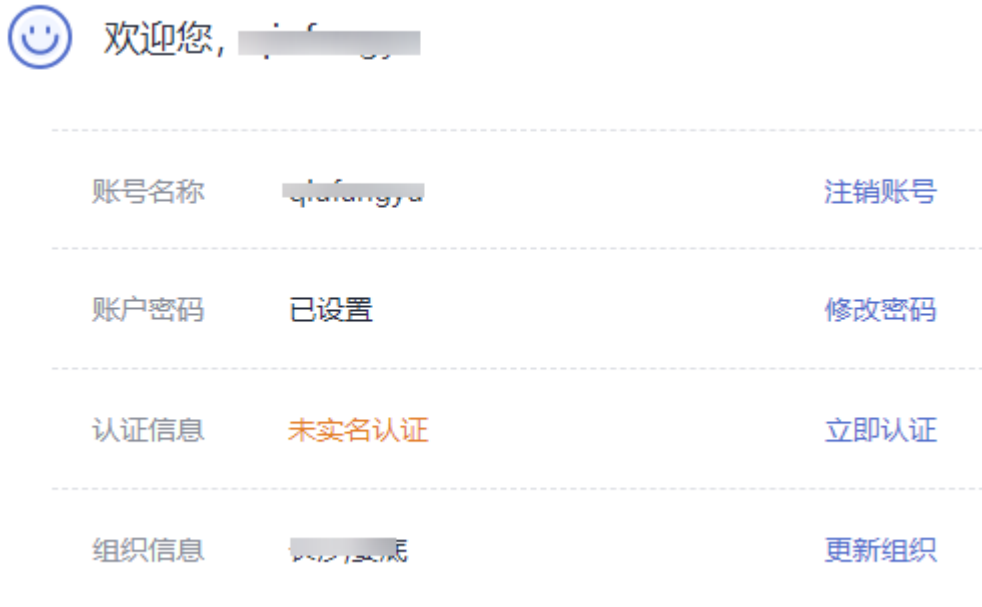 欢迎您,
账号名称 注销账号
账户密码 已设置 修改密码
认证信息 未实名认证 立即认证
组织信息 底 更新组织